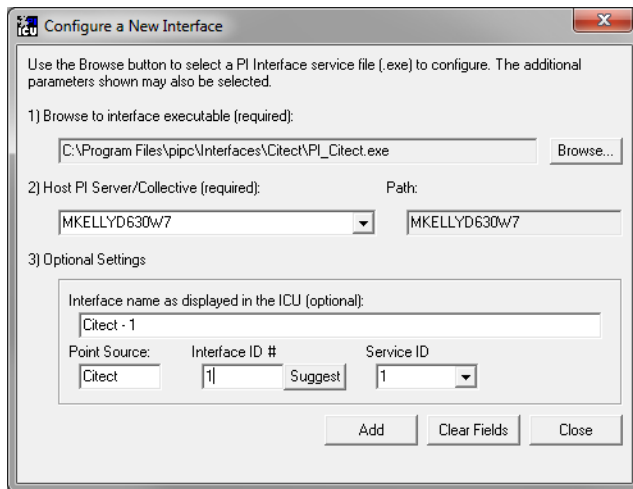 ICU Configure a New Interface
Use the Browse button to select a PI Interface service file (.exe) to configure. The additional
parameters shown may also be selected.
1) Browse to interface executable (required):
C:\Program Files\pipc\Interfaces\Citect\PI_Citect.exe Browse...
2) Host PI Server/Collective (required): Path:
MKELLYD630W7 MKELLYD630W7
3) Optional Settings
Interface name as displayed in the ICU (optional):
Citect - 1
Point Source: Interface ID # Service ID
Citect 1 Suggest 1
Add Clear Fields Close